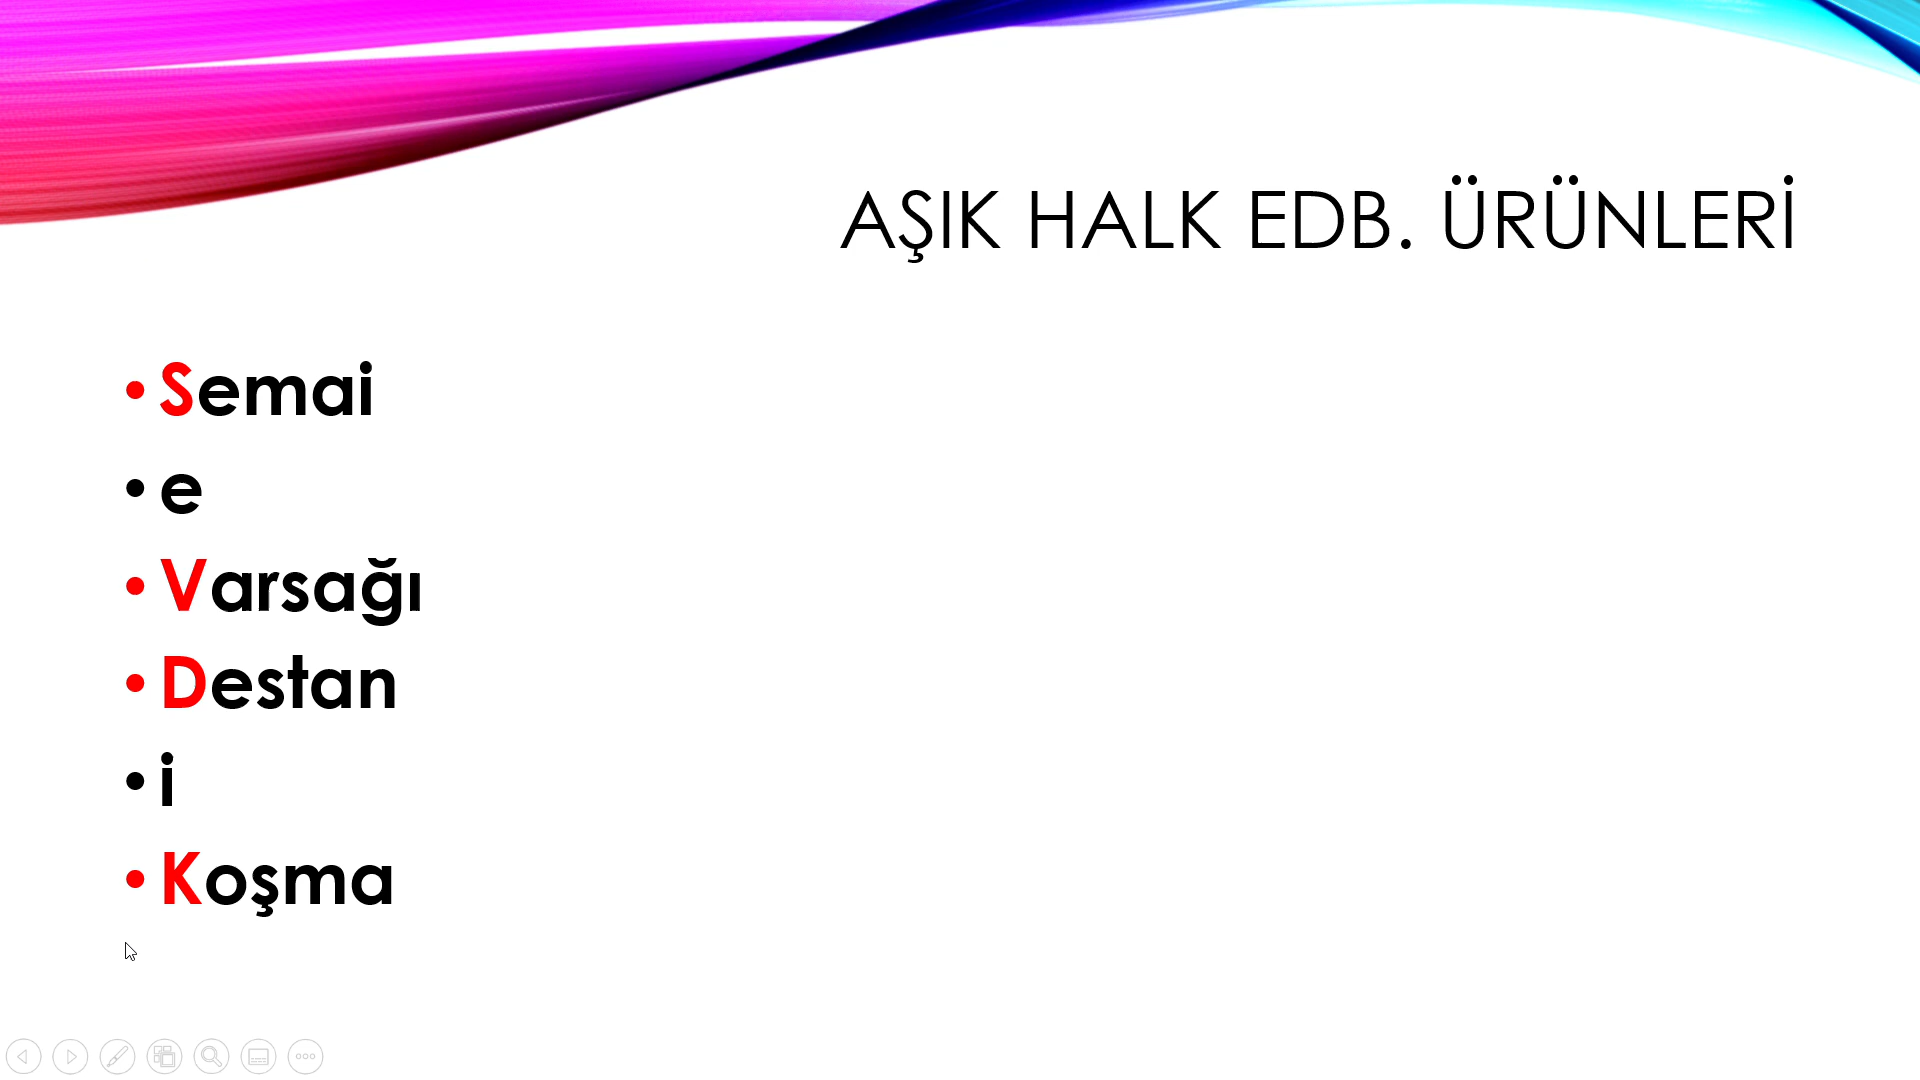 AŞIK HALK EDB. ÜRÜNLERİ
• Semai
• e
• Varsağı
• Destan
• i
• Koşma